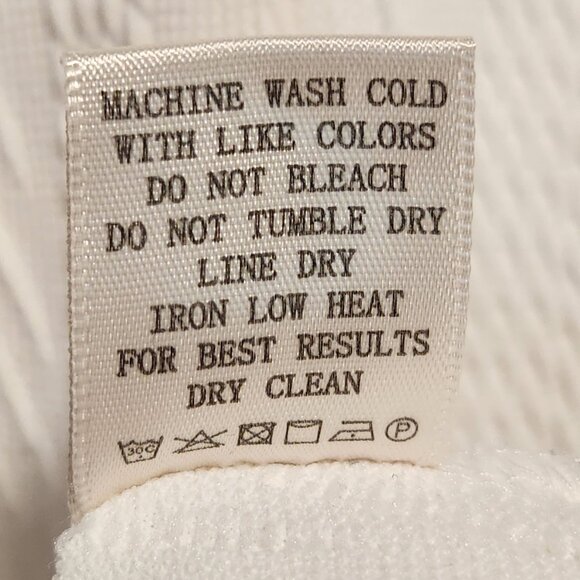 MACHINE WASH COLD
WITH LIKE COLORS
DO NOT BLEACH
DO NOT TUMBLE DRY
LINE DRY
IRON LOW HEAT
FOR BEST RESULTS
DRY CLEAN
30C P